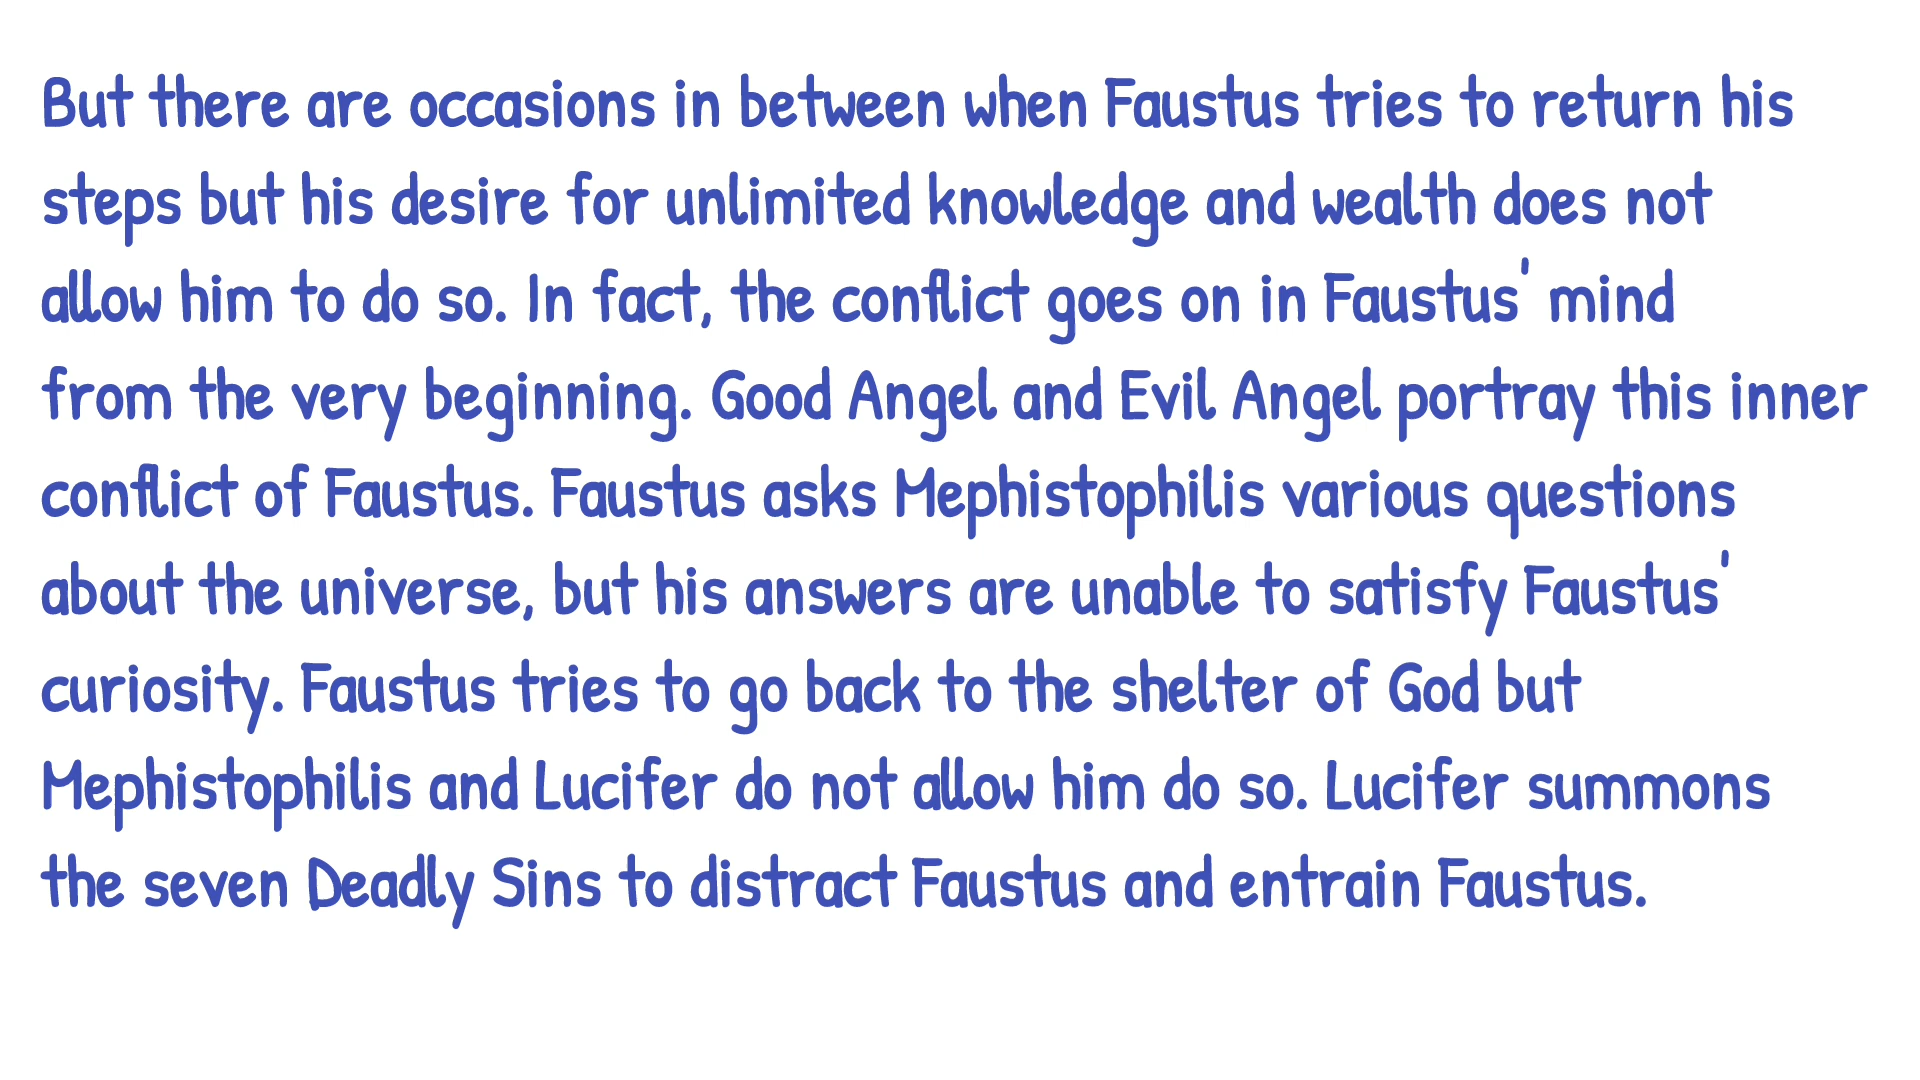 But there are occasions in between when Faustus tries to return his
steps but his desire for unlimited knowledge and wealth does not
allow him to do so. In fact, the conflict goes on in Faustus' mind
from the very beginning. Good Angel and Evil Angel portray this inner
conflict of Faustus. Faustus asks Mephistophilis various questions
about the universe, but his answers are unable to satisfy Faustus'
curiosity. Faustus tries to go back to the shelter of God but
Mephistophilis and Lucifer do not allow him do so. Lucifer summons
the seven Deadly Sins to distract Faustus and entrain Faustus.